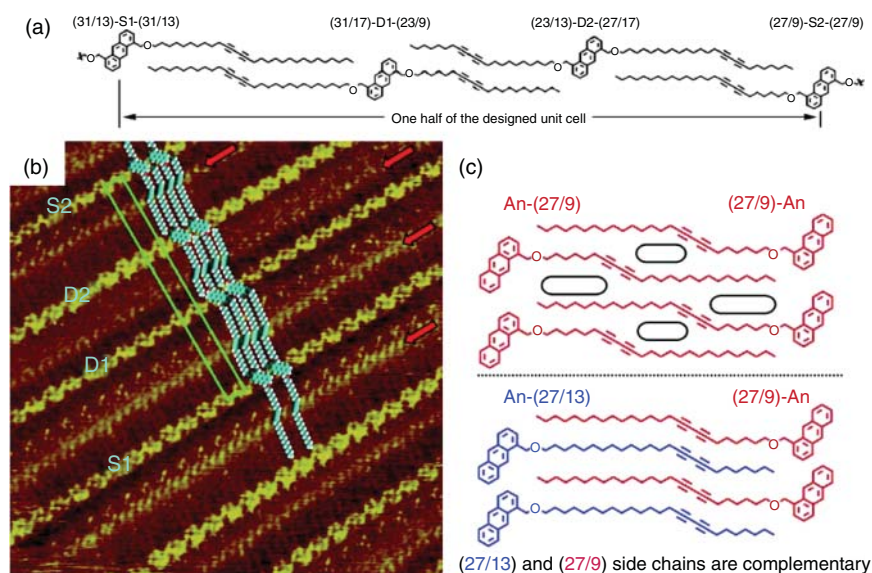 (a)
(31/13)-S1-(31/13) (31/17)-D1-(23/9) (23/13)-D2-(27/17) (27/9)-S2-(27/9)
O O O O O O
One half of the designed unit cell
(b)
S2
D2
D1
S1
(c)
An-(27/9) (27/9)-An
O
O
O
O
An-(27/13) (27/9)-An
O
O
O
O
(27/13) and (27/9) side chains are complementary